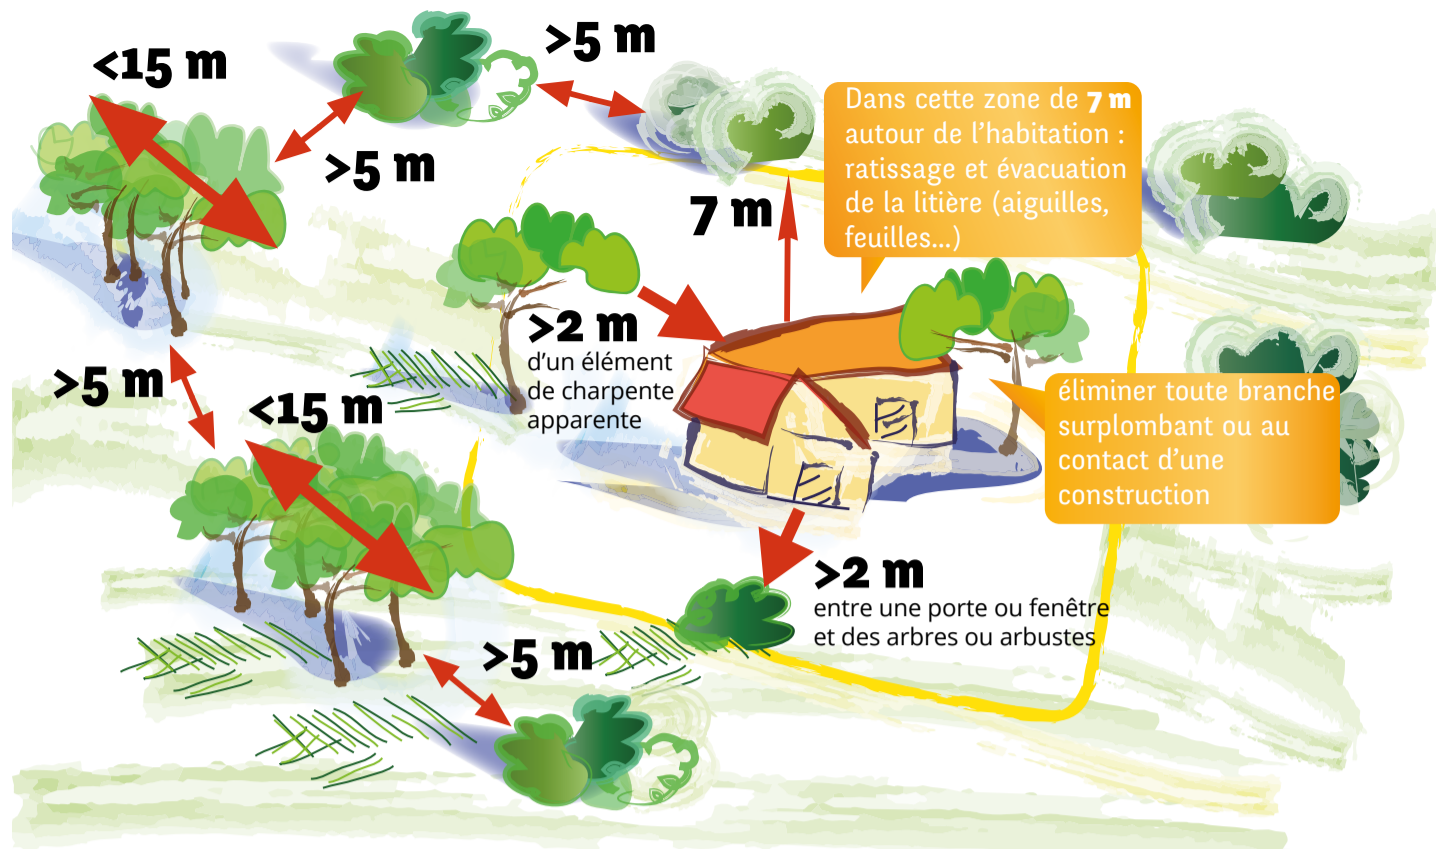 <15 m
>5 m
>5 m
Dans cette zone de 7 m
autour de l'habitation :
ratissage et évacuation
de la litière (aiguilles,
feuilles...)
7 m
>2 m
d'un élément
de charpente
apparente
>5 m
<15 m
éliminer toute branche
surplombant ou au
contact d'une
construction
>2 m
entre une porte ou fenêtre
et des arbres ou arbustes
>5 m